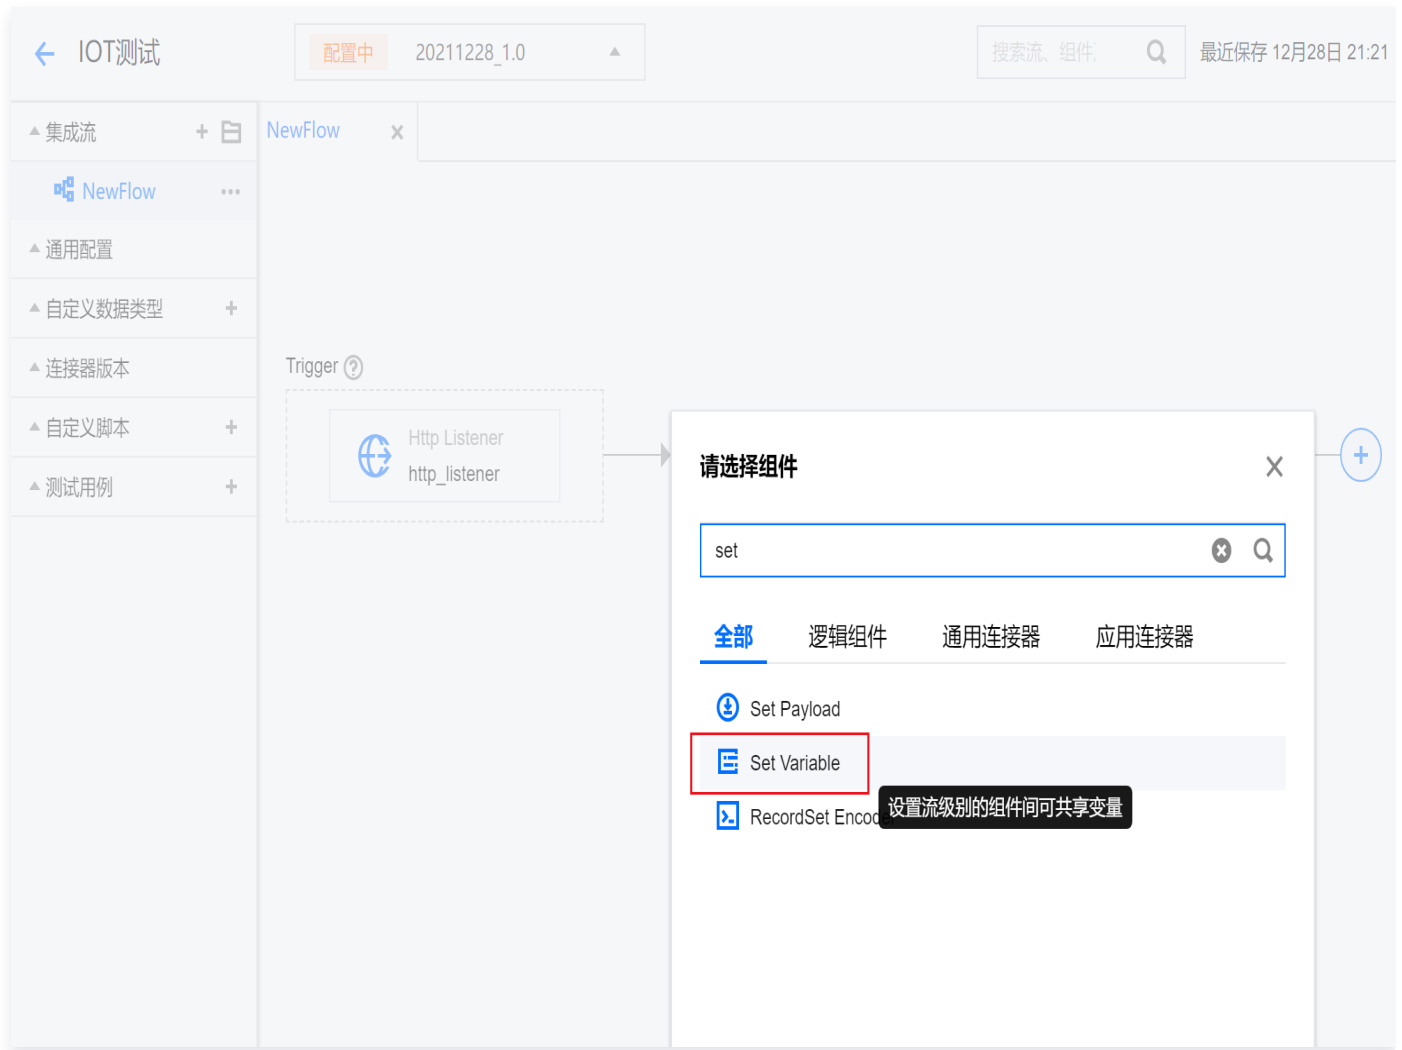 IOT测试
配置中 20211228_1.0
搜索流、组件
最近保存 12月28日 21:21
集成流
NewFlow
NewFlow
通用配置
自定义数据类型
连接器版本
自定义脚本
测试用例
Trigger
Http Listener
http_listener
请选择组件
set
全部 逻辑组件 通用连接器 应用连接器
Set Payload
Set Variable
设置流级别的组件间可共享变量
RecordSet Encoder